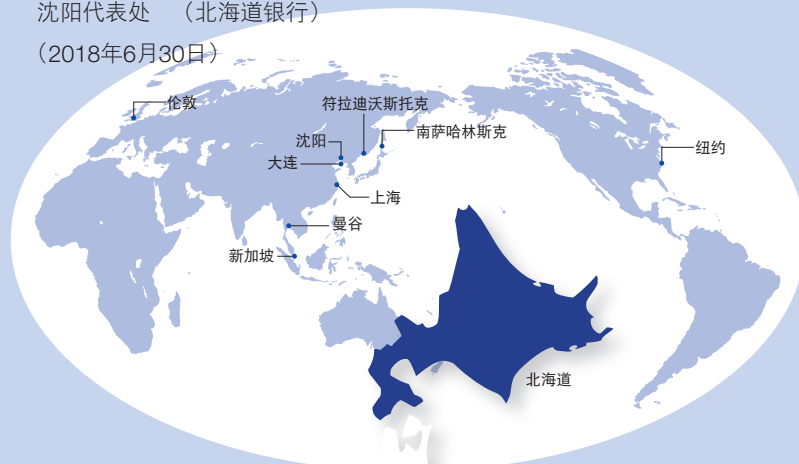 沈阳代表处　（北海道银行）
（2018年6月30日）
伦敦
符拉迪沃斯托克
南萨哈林斯克
沈阳
纽约
大连
上海
曼谷
新加坡
北海道